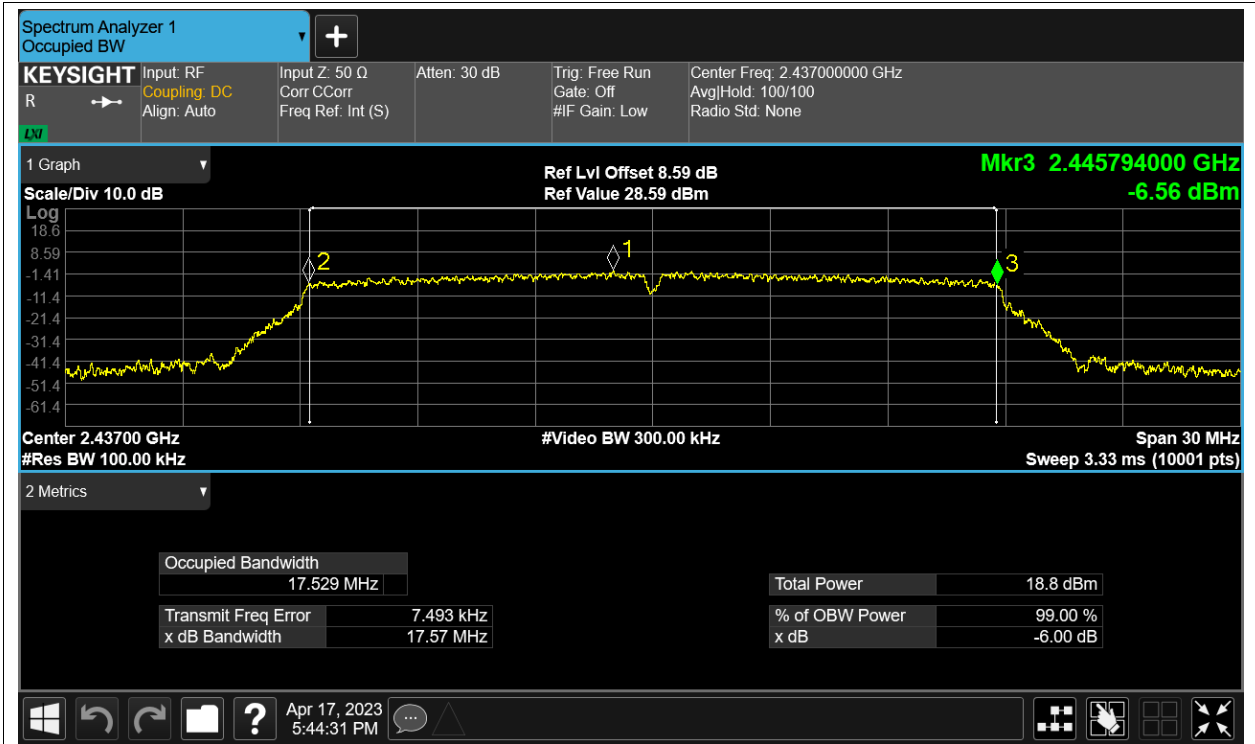 Spectrum Analyzer 1
Occupied BW
KEYSIGHT
R
LXI
Input: RF
Coupling: DC
Align: Auto
Input Z: 50 Ω
Corr CCorr
Freq Ref: Int (S)
Atten: 30 dB
Trig: Free Run
Gate: Off
#IF Gain: Low
Center Freq: 2.437000000 GHz
Avg|Hold: 100/100
Radio Std: None
1 Graph
Scale/Div 10.0 dB
Ref Lvl Offset 8.59 dB
Ref Value 28.59 dBm
Mkr3 2.445794000 GHz
-6.56 dBm
Log
18.6
8.59
-1.41
-11.4
-21.4
-31.4
-41.4
-51.4
-61.4
2
1
3
Center 2.43700 GHz
#Video BW 300.00 kHz
Span 30 MHz
#Res BW 100.00 kHz
Sweep 3.33 ms (10001 pts)
2 Metrics
Occupied Bandwidth
17.529 MHz
Transmit Freq Error 7.493 kHz
x dB Bandwidth 17.57 MHz
Total Power 18.8 dBm
% of OBW Power 99.00 %
x dB -6.00 dB
?
Apr 17, 2023
5:44:31 PM